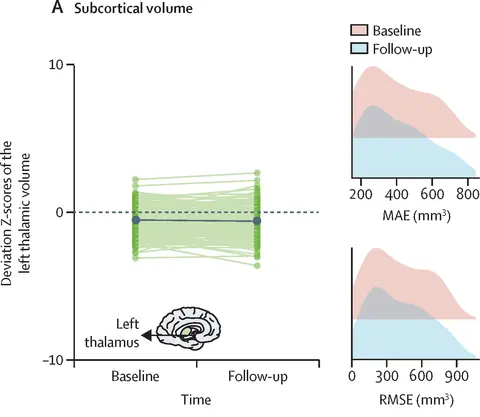 A Subcortical volume
Baseline
Follow-up
10
0
–10
Deviation Z-scores of the
left thalamic volume
Left
thalamus
Baseline
Follow-up
Time
200
400
600
800
MAE (mm³)
0
300
600
900
RMSE (mm³)